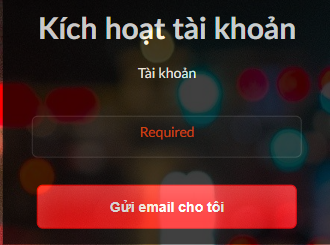 Kích hoạt tài khoản
Tài khoản
Required
Gửi email cho tôi